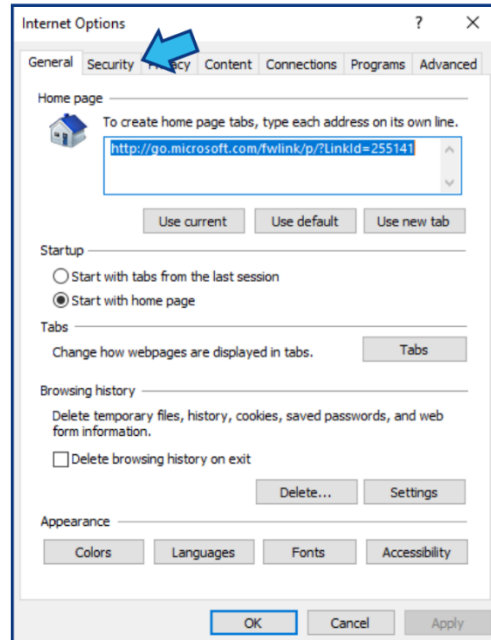 Internet Options ? ✕
General Security Content Connections Programs Advanced
Home page
To create home page tabs, type each address on its own line.
http://go.microsoft.com/fwlink/p/?LinkId=255141
Use current Use default Use new tab
Startup
Start with tabs from the last session
Start with home page
Tabs
Change how webpages are displayed in tabs. Tabs
Browsing history
Delete temporary files, history, cookies, saved passwords, and web
form information.
Delete browsing history on exit
Delete... Settings
Appearance
Colors Languages Fonts Accessibility
OK Cancel Apply